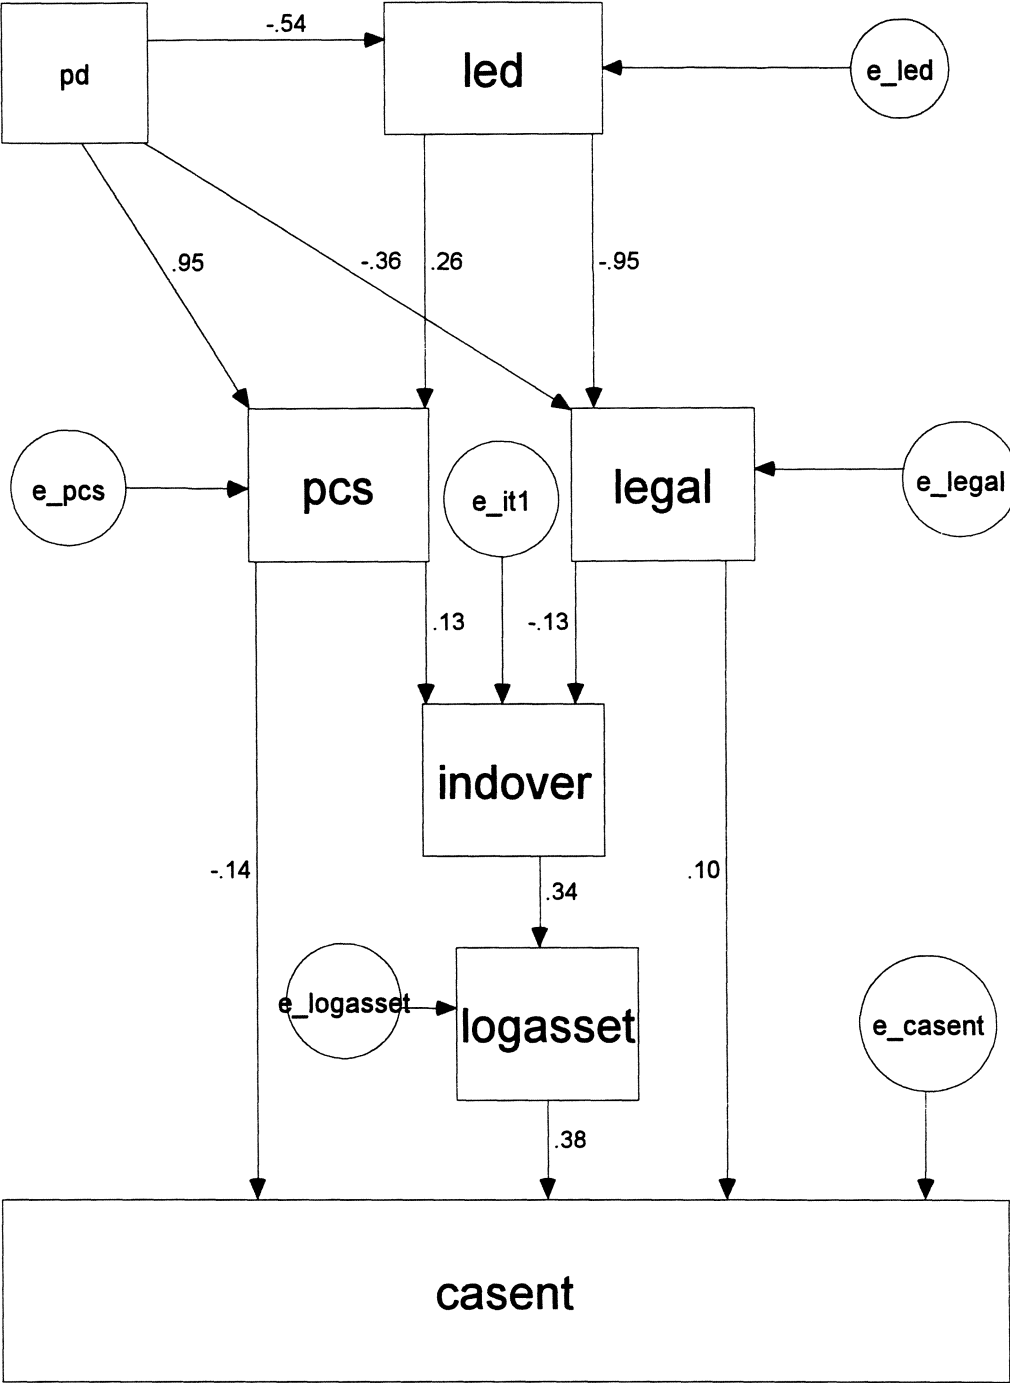 -.54
pd
led
e_led
.95
-.36
.26
-.95
e_pcs
pcs
e_it1
legal
e_legal
.13
-.13
indover
-.14
.34
.10
e_logasset
logasset
e_casent
.38
casent